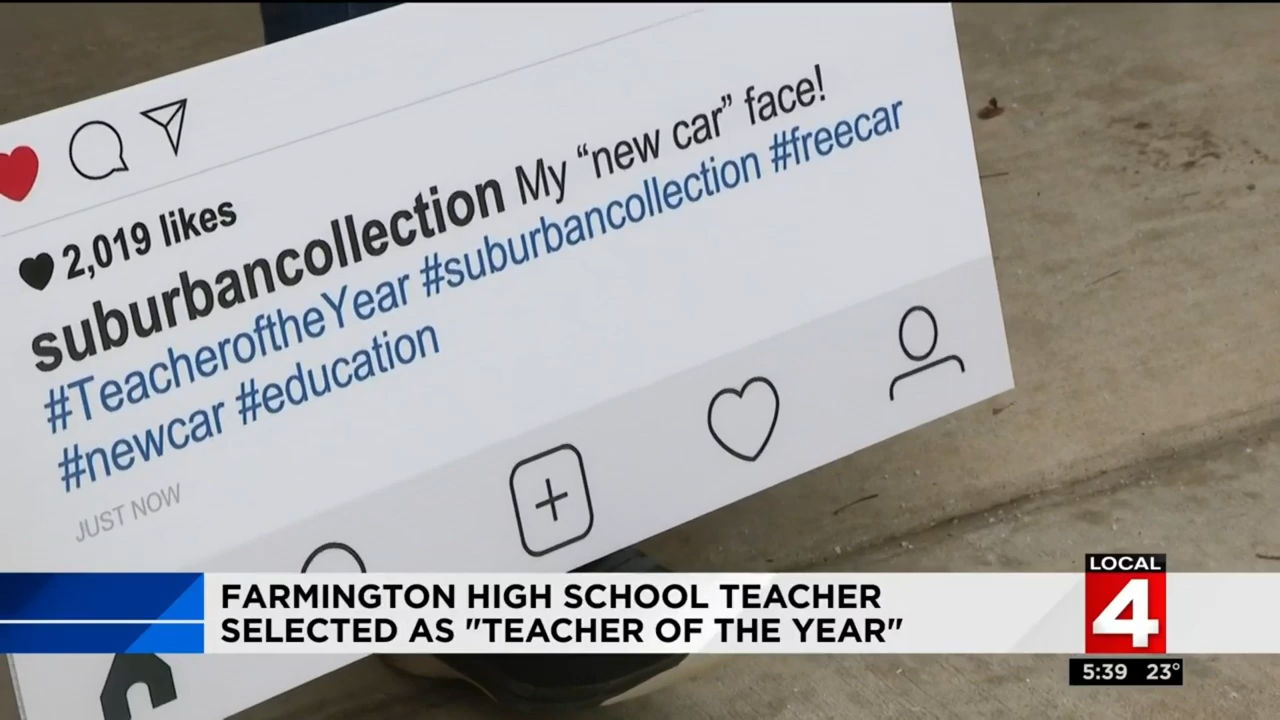 2,019 likes
suburbancollection My “new car” face!
#TeacheroftheYear #suburbancollection #freecar
#newcar #education
JUST NOW
FARMINGTON HIGH SCHOOL TEACHER
SELECTED AS "TEACHER OF THE YEAR"
LOCAL
4
5:39 23°